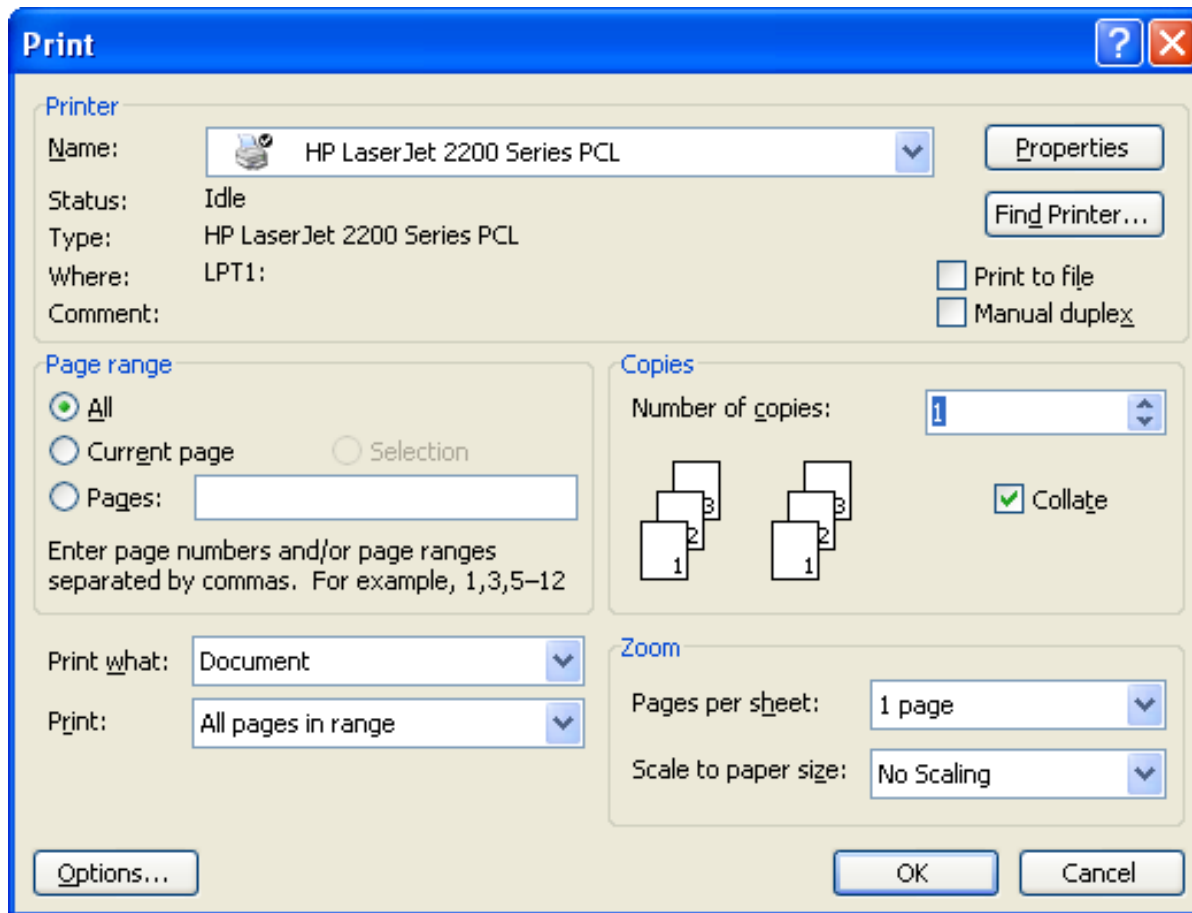 Print
Printer
Name: HP LaserJet 2200 Series PCL Properties
Status: Idle
Find Printer...
Type: HP LaserJet 2200 Series PCL
Where: LPT1:
Print to file
Comment:
Manual duplex
Page range
All
Current page Selection
Pages:
Enter page numbers and/or page ranges
separated by commas. For example, 1,3,5–12
Copies
Number of copies: 1
3 3
2 2
1 1
Collate
Print what: Document
Print: All pages in range
Zoom
Pages per sheet: 1 page
Scale to paper size: No Scaling
Options... OK Cancel